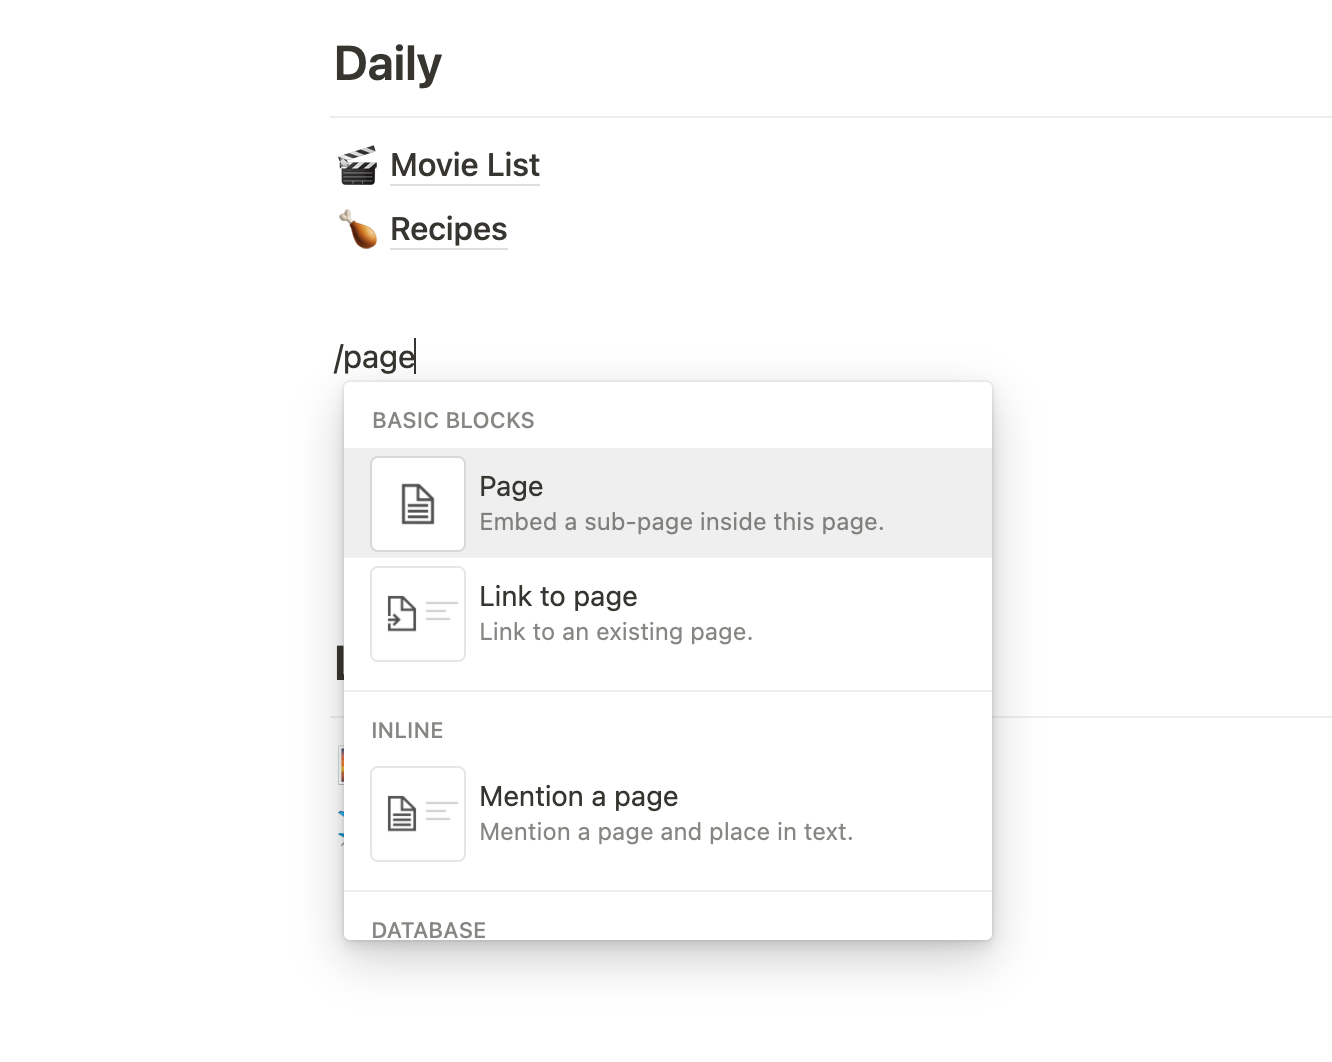 Daily
Movie List
Recipes
/page
BASIC BLOCKS
Page
Embed a sub-page inside this page.
Link to page
Link to an existing page.
INLINE
Mention a page
Mention a page and place in text.
DATABASE